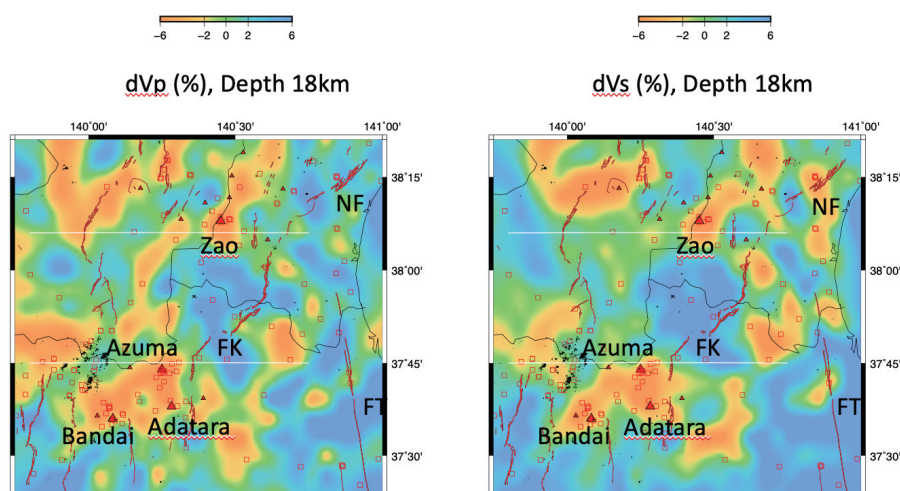 −6 −2 0 2 6
−6 −2 0 2 6
dVp (%), Depth 18km
dVs (%), Depth 18km
140˚00'
140˚30'
141˚00'
140˚00'
140˚30'
141˚00'
38˚15'
38˚00'
37˚45'
37˚30'
NF
Zao
Azuma
FK
FT
Bandai
Adatara
38˚15'
38˚00'
37˚45'
37˚30'
NF
Zao
Azuma
FK
FT
Bandai
Adatara